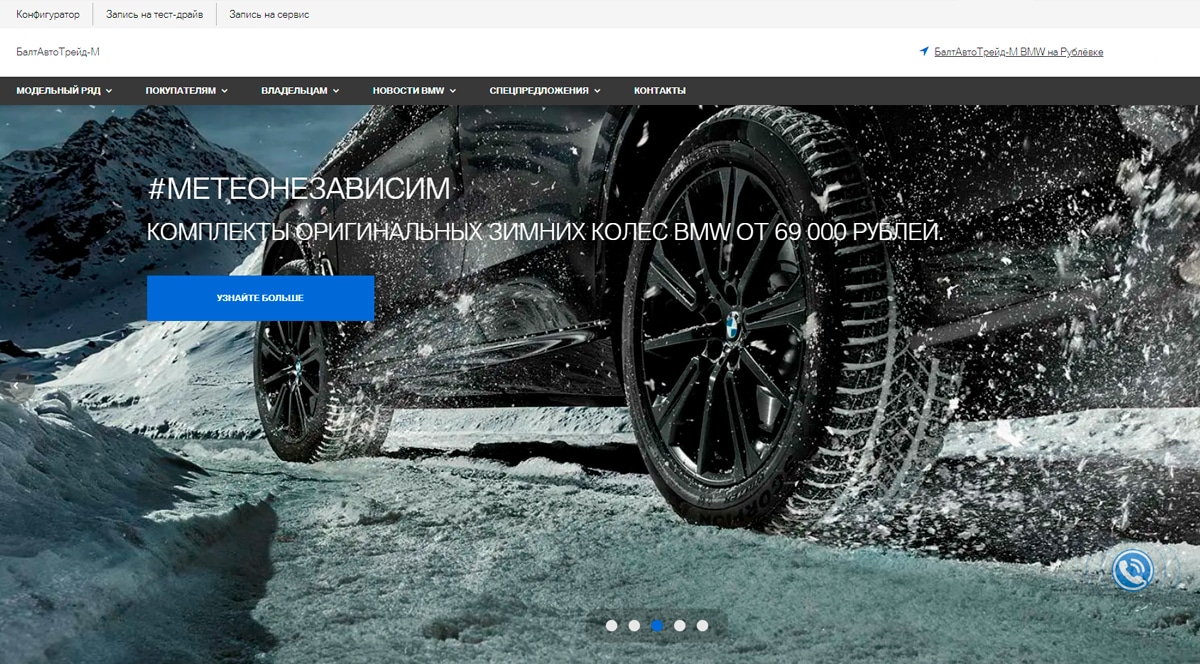 Конфигуратор
Запись на тест-драйв
Запись на сервис
БалтАвтоТрейд-М
БалтАвтоТрейд-М BMW на Рублёвке
МОДЕЛЬНЫЙ РЯД
ПОКУПАТЕЛЯМ
ВЛАДЕЛЬЦАМ
НОВОСТИ BMW
СПЕЦПРЕДЛОЖЕНИЯ
КОНТАКТЫ
#МЕТЕОНЕЗАВИСИМ
КОМПЛЕКТЫ ОРИГИНАЛЬНЫХ ЗИМНИХ КОЛЕС BMW ОТ 69 000 РУБЛЕЙ.
УЗНАЙТЕ БОЛЬШЕ